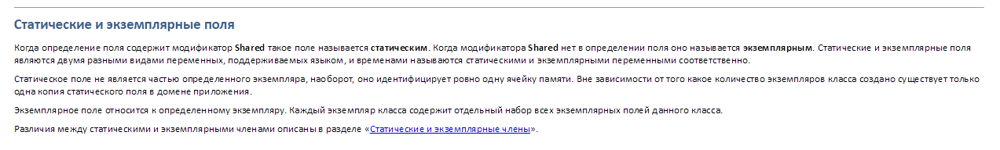 Статические и экземплярные поля
Когда определение поля содержит модификатор Shared такое поле называется статическим. Когда модификатора Shared нет в определении поля оно называется экземплярным. Статические и экземплярные поля
являются двумя разными видами переменных, поддерживаемых языком, и временами называются статическими и экземплярными переменными соответственно.
Статическое поле не является частью определенного экземпляра, наоборот, оно идентифицирует ровно одну ячейку памяти. Вне зависимости от того какое количество экземпляров класса создано существует только
одна копия статического поля в домене приложения.
Экземплярное поле относится к определенному экземпляру. Каждый экземпляр класса содержит отдельный набор всех экземплярных полей данного класса.
Различия между статическими и экземплярными членами описаны в разделе «Статические и экземплярные члены».